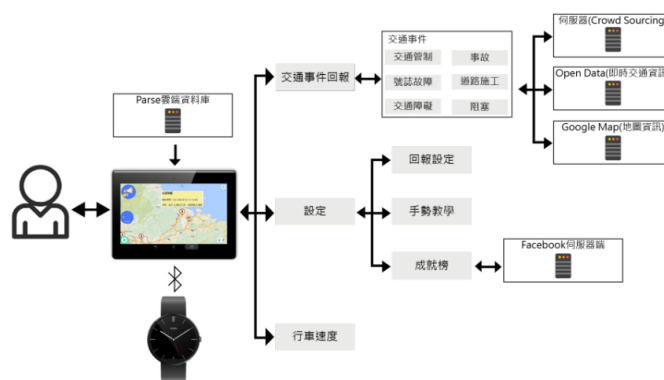 伺服器(Crowd Sourcing)
交通事件
交通管制
事故
交通事件回報
號誌故障
道路施工
Open Data(即時交通資訊
交通障礙
阻塞
Parse雲端資料庫
Google Map(地圖資訊)
回報設定
設定
手勢教學
成就榜
Facebook伺服器端
行車速度